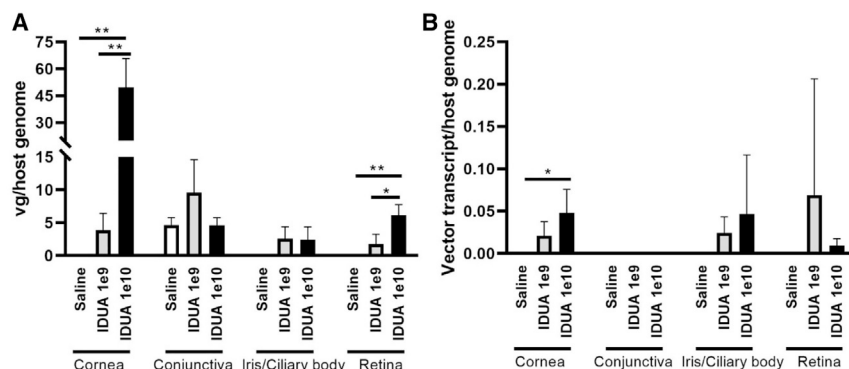 A
vg/host genome
75
60
45
30
15
10
5
0
**
**
**
*
Saline
IDUA 1e9
IDUA 1e10
Saline
IDUA 1e9
IDUA 1e10
Saline
IDUA 1e9
IDUA 1e10
Saline
IDUA 1e9
IDUA 1e10
Cornea
Conjunctiva
Iris/Ciliary body
Retina
B
Vector transcript/host genome
0.25
0.20
0.15
0.10
0.05
0.00
*
Saline
IDUA 1e9
IDUA 1e10
Saline
IDUA 1e9
IDUA 1e10
Saline
IDUA 1e9
IDUA 1e10
Saline
IDUA 1e9
IDUA 1e10
Cornea
Conjunctiva
Iris/Ciliary body
Retina